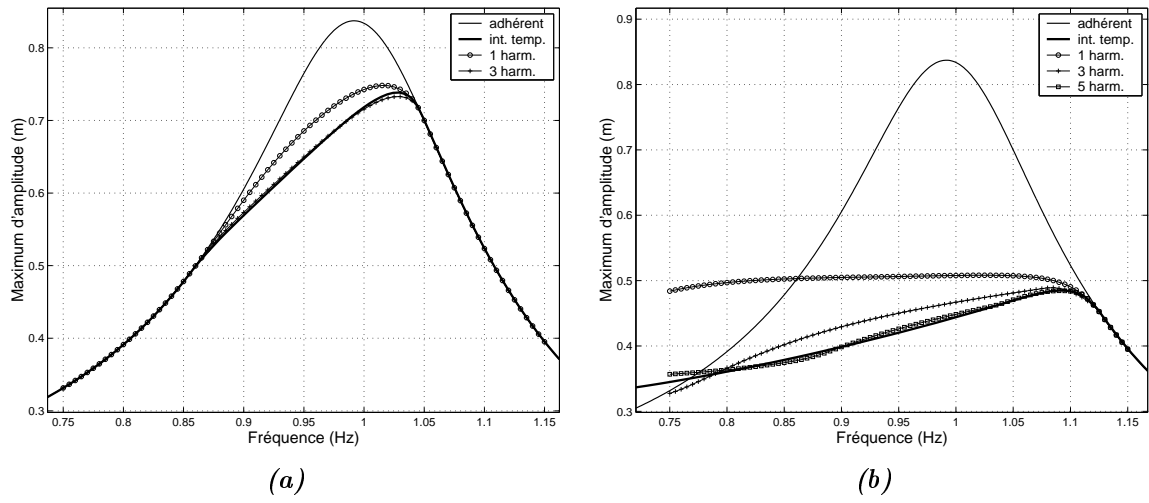 0.8
0.7
0.6
0.5
0.4
0.3
Maximum d'amplitude (m)
0.75 0.8 0.85 0.9 0.95 1 1.05 1.1 1.15
Fréquence (Hz)
adhérent
int. temp.
1 harm.
3 harm.
(a)
0.9
0.8
0.7
0.6
0.5
0.4
0.3
Maximum d'amplitude (m)
0.75 0.8 0.85 0.9 0.95 1 1.05 1.1 1.15
Fréquence (Hz)
adhérent
int. temp.
1 harm.
3 harm.
5 harm.
(b)